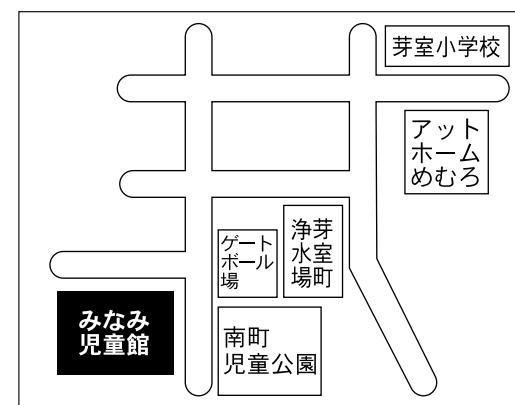 芽室小学校
アット
ホーム
めむろ
芽室町
浄水場
ゲート
ボール
場
みなみ
児童館
南町
児童公園